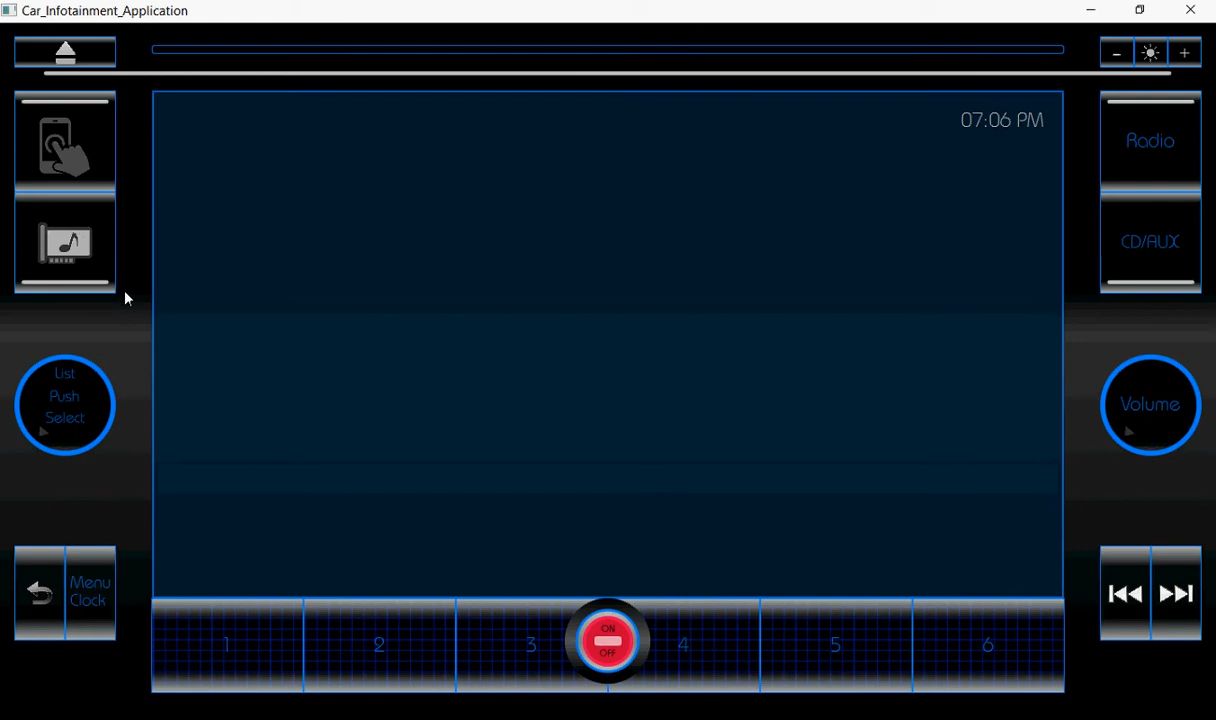 Car_Infotainment_Application
- +
07:06 PM
Radio
CD/AUX
List
Push
Select
Volume
Menu
Clock
ON
OFF
1 2 3 4 5 6